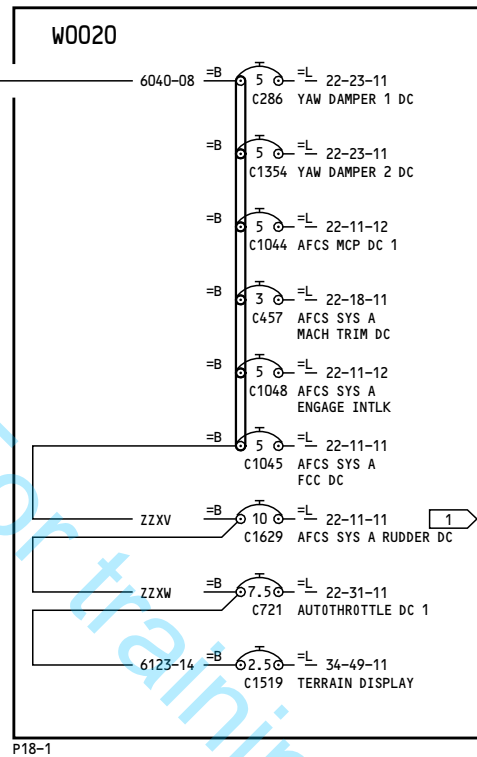 W0020
6040-08 =B 5 =L 22-23-11
C286 YAW DAMPER 1 DC
=B 5 =L 22-23-11
C1354 YAW DAMPER 2 DC
=B 5 =L 22-11-12
C1044 AFCS MCP DC 1
=B 3 =L 22-18-11
C457 AFCS SYS A
MACH TRIM DC
=B 5 =L 22-11-12
C1048 AFCS SYS A
ENGAGE INTLK
=B 5 =L 22-11-11
C1045 AFCS SYS A
FCC DC
ZZXV =B 10 =L 22-11-11 1
C1629 AFCS SYS A RUDDER DC
ZZXW =B 7.5 =L 22-31-11
C721 AUTOTHROTTLE DC 1
6123-14 =B 2.5 =L 34-49-11
C1519 TERRAIN DISPLAY
P18-1
or trainin